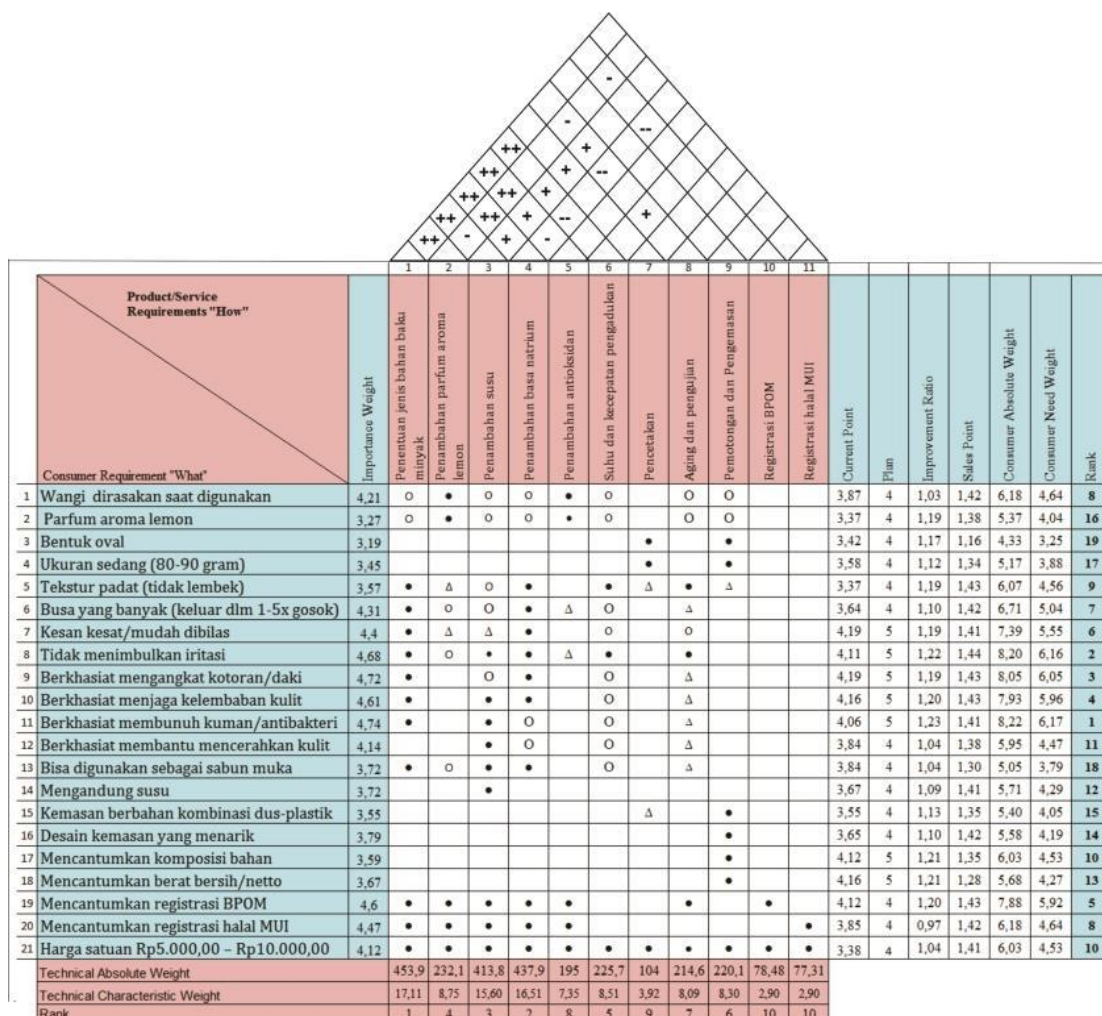 -
- --
++ +
++ + --
++ ++ +
++ ++ + -- +
++ - + -
1 2 3 4 5 6 7 8 9 10 11
Product/Service
Requirements "How"
Consumer Requirement "What"
Importance Weight
Penentuan jenis bahan baku
minyak
Penambahan parfum aroma
lemon
Penambahan susu
Penambahan basa natrium
Penambahan antioksidan
Suhu dan kecepatan pengadukan
Pencetakan
Aging dan pengujian
Pemotongan dan Pengemasan
Registrasi BPOM
Registrasi halal MUI
Current Point
Plan
Improvement Ratio
Sales Point
Consumer Absolute Weight
Consumer Need Weight
Rank
1 Wangi dirasakan saat digunakan 4,21 O ● O O ● O O O 3,87 4 1,03 1,42 6,18 4,64 8
2 Parfum aroma lemon 3,27 O ● O O ● O O O 3,37 4 1,19 1,38 5,37 4,04 16
3 Bentuk oval 3,19 ● ● 3,42 4 1,17 1,16 4,33 3,25 19
4 Ukuran sedang (80-90 gram) 3,45 ● ● 3,58 4 1,12 1,34 5,17 3,88 17
5 Tekstur padat (tidak lembek) 3,57 ● Δ O ● ● Δ ● Δ 3,37 4 1,19 1,43 6,07 4,56 9
6 Busa yang banyak (keluar dlm 1-5x gosok) 4,31 ● O O ● Δ O Δ 3,64 4 1,10 1,42 6,71 5,04 7
7 Kesan kesat/mudah dibilas 4,4 ● Δ Δ ● O O 4,19 5 1,19 1,41 7,39 5,55 6
8 Tidak menimbulkan iritasi 4,68 ● O ● ● Δ ● ● 4,11 5 1,22 1,44 8,20 6,16 2
9 Berkhasiat mengangkat kotoran/daki 4,72 ● O ● O Δ 4,19 5 1,19 1,43 8,05 6,05 3
10 Berkhasiat menjaga kelembaban kulit 4,61 ● ● ● O Δ 4,16 5 1,20 1,43 7,93 5,96 4
11 Berkhasiat membunuh kuman/antibakteri 4,74 ● ● O O Δ 4,06 5 1,23 1,41 8,22 6,17 1
12 Berkhasiat membantu mencerahkan kulit 4,14 ● O O Δ 3,84 4 1,04 1,38 5,95 4,47 11
13 Bisa digunakan sebagai sabun muka 3,72 ● O ● ● O Δ 3,84 4 1,04 1,30 5,05 3,79 18
14 Mengandung susu 3,72 ● 3,67 4 1,09 1,41 5,71 4,29 12
15 Kemasan berbahan kombinasi dus-plastik 3,55 Δ ● 3,55 4 1,13 1,35 5,40 4,05 15
16 Desain kemasan yang menarik 3,79 ● 3,65 4 1,10 1,42 5,58 4,19 14
17 Mencantumkan komposisi bahan 3,59 ● 4,12 5 1,21 1,35 6,03 4,53 10
18 Mencantumkan berat bersih/netto 3,67 ● 4,16 5 1,21 1,28 5,68 4,27 13
19 Mencantumkan registrasi BPOM 4,6 ● ● ● ● ● ● ● 4,12 4 1,20 1,43 7,88 5,92 5
20 Mencantumkan registrasi halal MUI 4,47 ● ● ● ● ● ● 3,85 4 0,97 1,42 6,18 4,64 8
21 Harga satuan Rp5.000,00 – Rp10.000,00 4,12 ● ● ● ● ● ● ● ● ● ● ● 3,38 4 1,04 1,41 6,03 4,53 10
Technical Absolute Weight 453,9 232,1 413,8 437,9 195 225,7 104 214,6 220,1 78,48 77,31
Technical Characteristic Weight 17,11 8,75 15,60 16,51 7,35 8,51 3,92 8,09 8,30 2,90 2,90
Rank 1 4 3 2 8 5 9 7 6 10 10